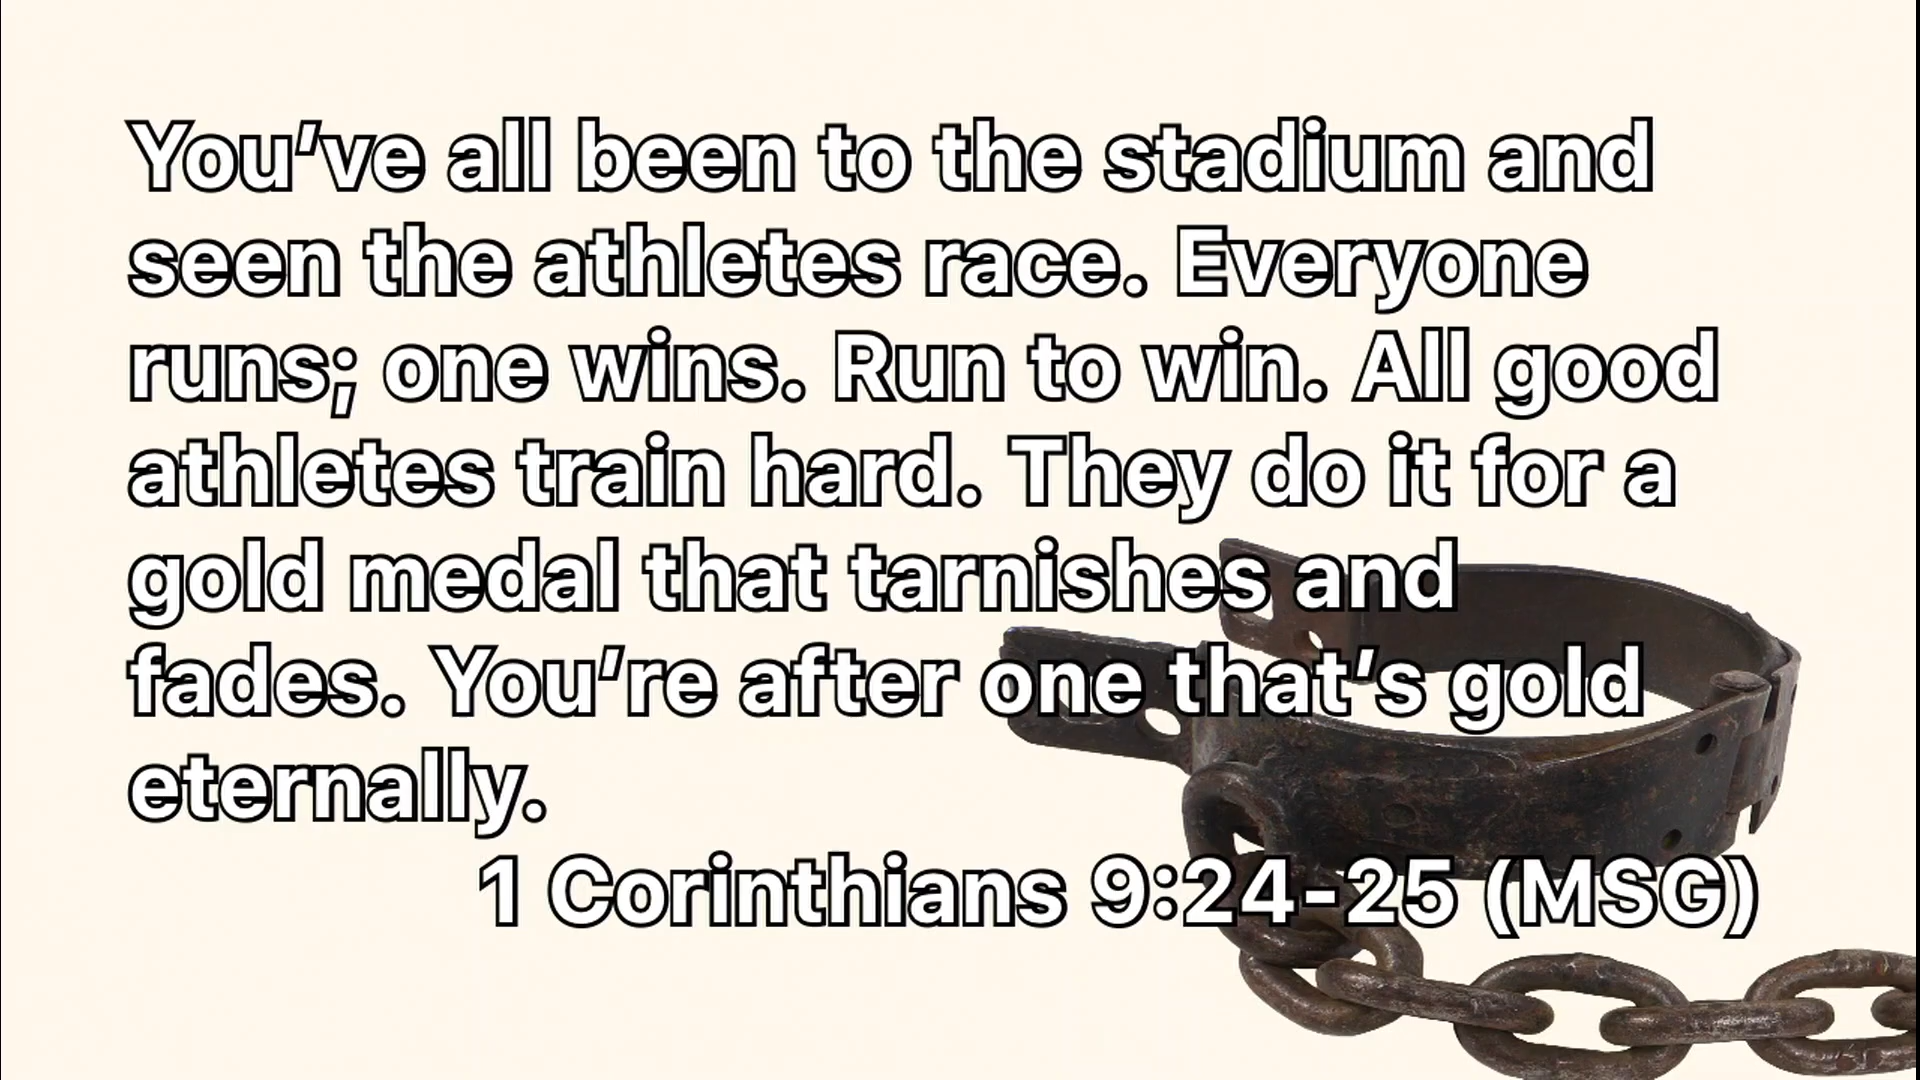 You’ve all been to the stadium and
seen the athletes race. Everyone
runs; one wins. Run to win. All good
athletes train hard. They do it for a
gold medal that tarnishes and
fades. You’re after one that’s gold
eternally.
1 Corinthians 9:24-25 (MSG)